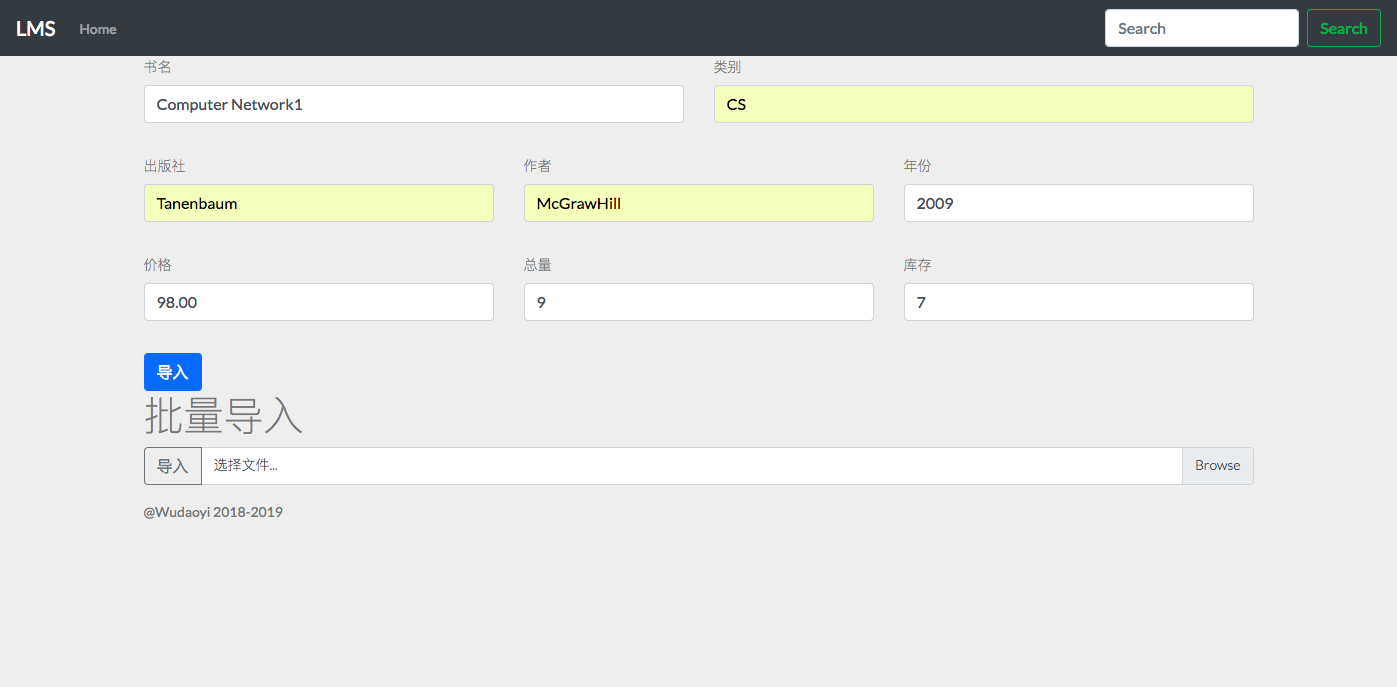 LMS Home Search Search
书名 类别
Computer Network1 CS
出版社 作者 年份
Tanenbaum McGrawHill 2009
价格 总量 库存
98.00 9 7
导入
批量导入
导入 选择文件... Browse
@Wudaoyi 2018-2019